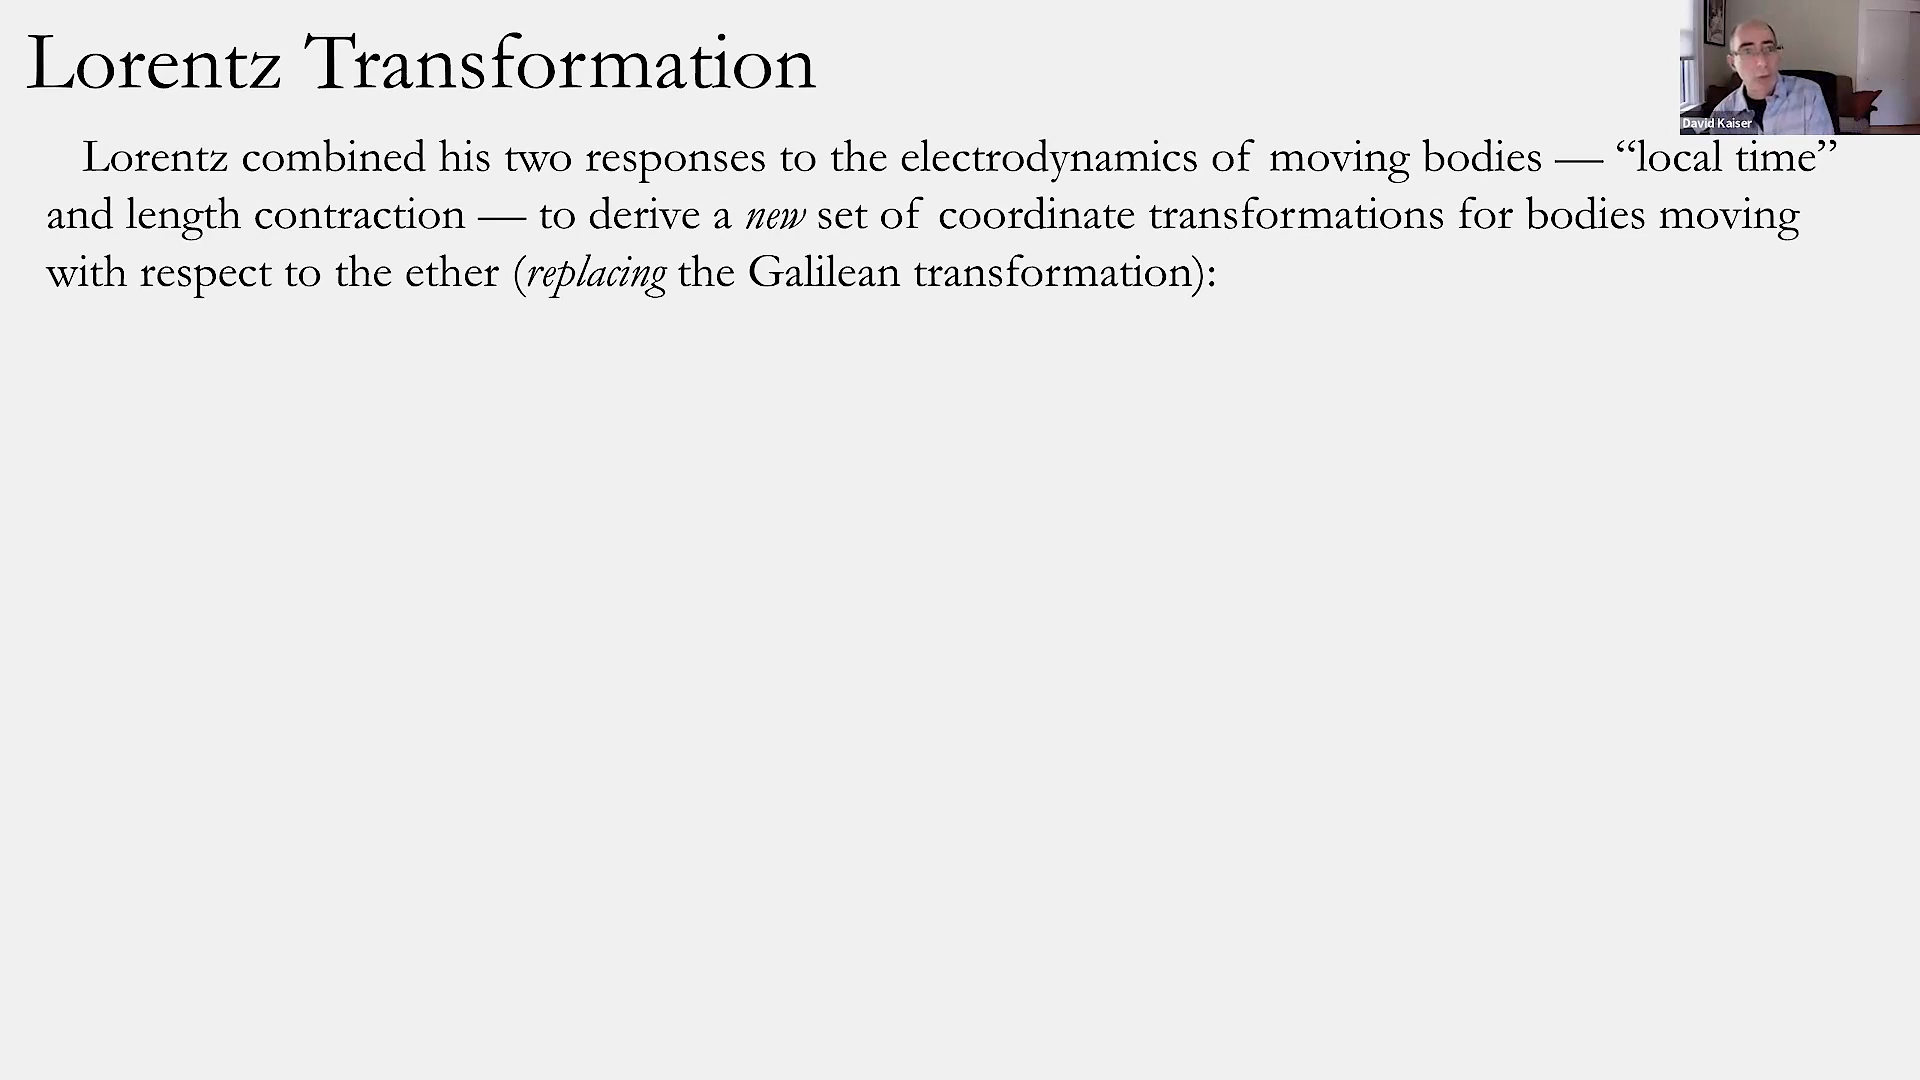 Lorentz Transformation
David Kaiser
Lorentz combined his two responses to the electrodynamics of moving bodies — “local time”
and length contraction — to derive a new set of coordinate transformations for bodies moving
with respect to the ether (replacing the Galilean transformation):